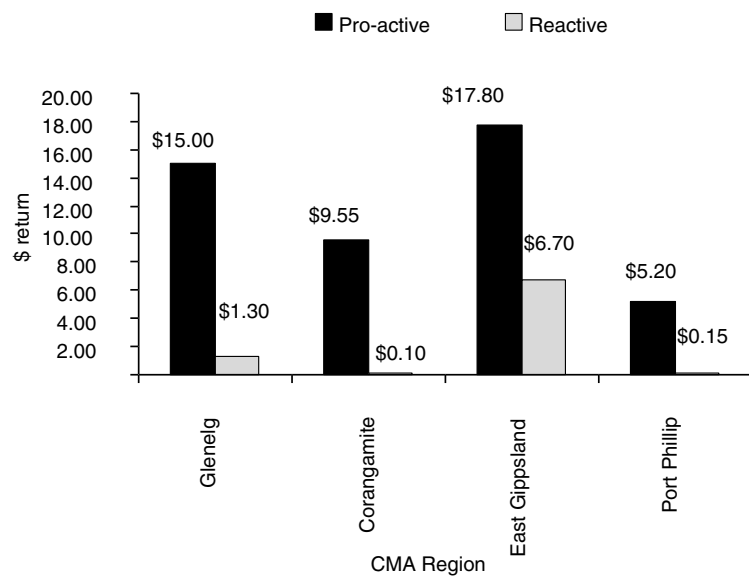 Pro-active
Reactive
$ return
20.00
18.00
16.00
14.00
12.00
10.00
8.00
6.00
4.00
2.00
$15.00
$1.30
$9.55
$0.10
$17.80
$6.70
$5.20
$0.15
Glenelg
Corangamite
East Gippsland
Port Phillip
CMA Region